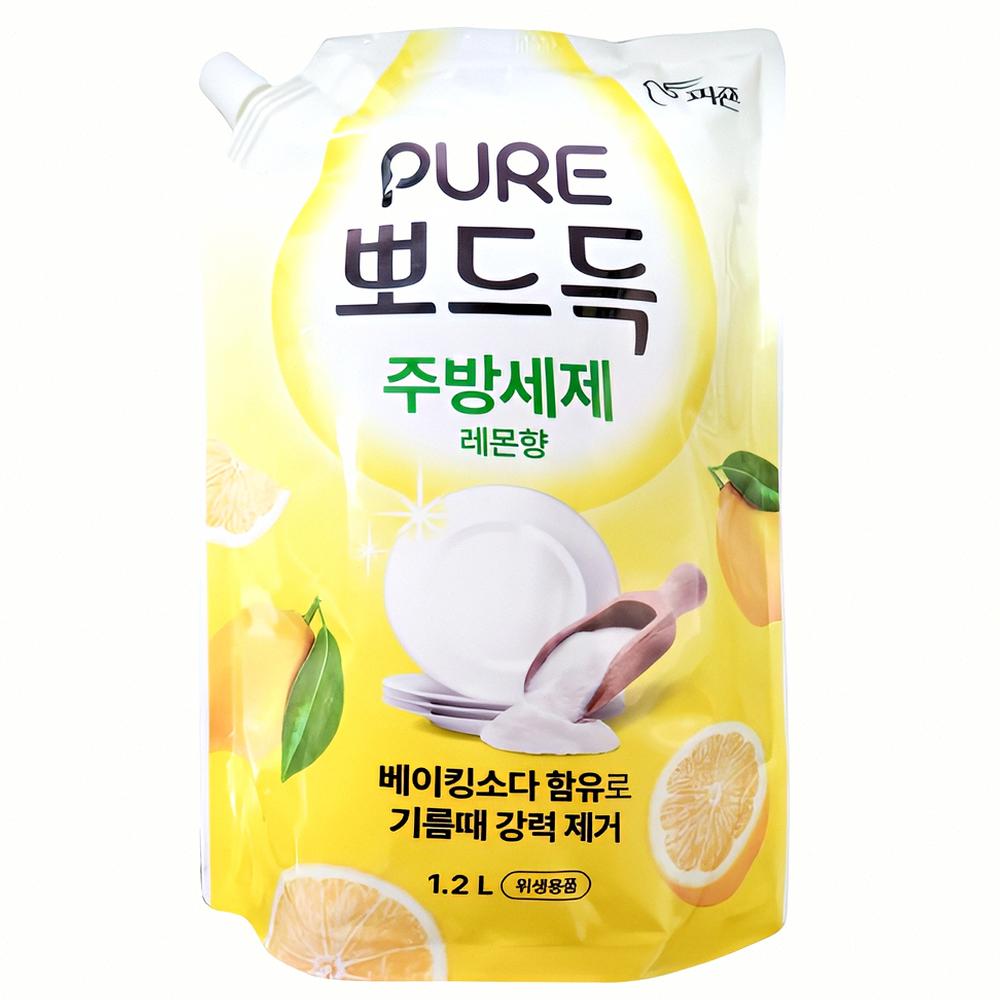 피죤
PURE
뽀드득
주방세제
레몬향
베이킹소다 함유로
기름때 강력 제거
1.2 L 위생용품